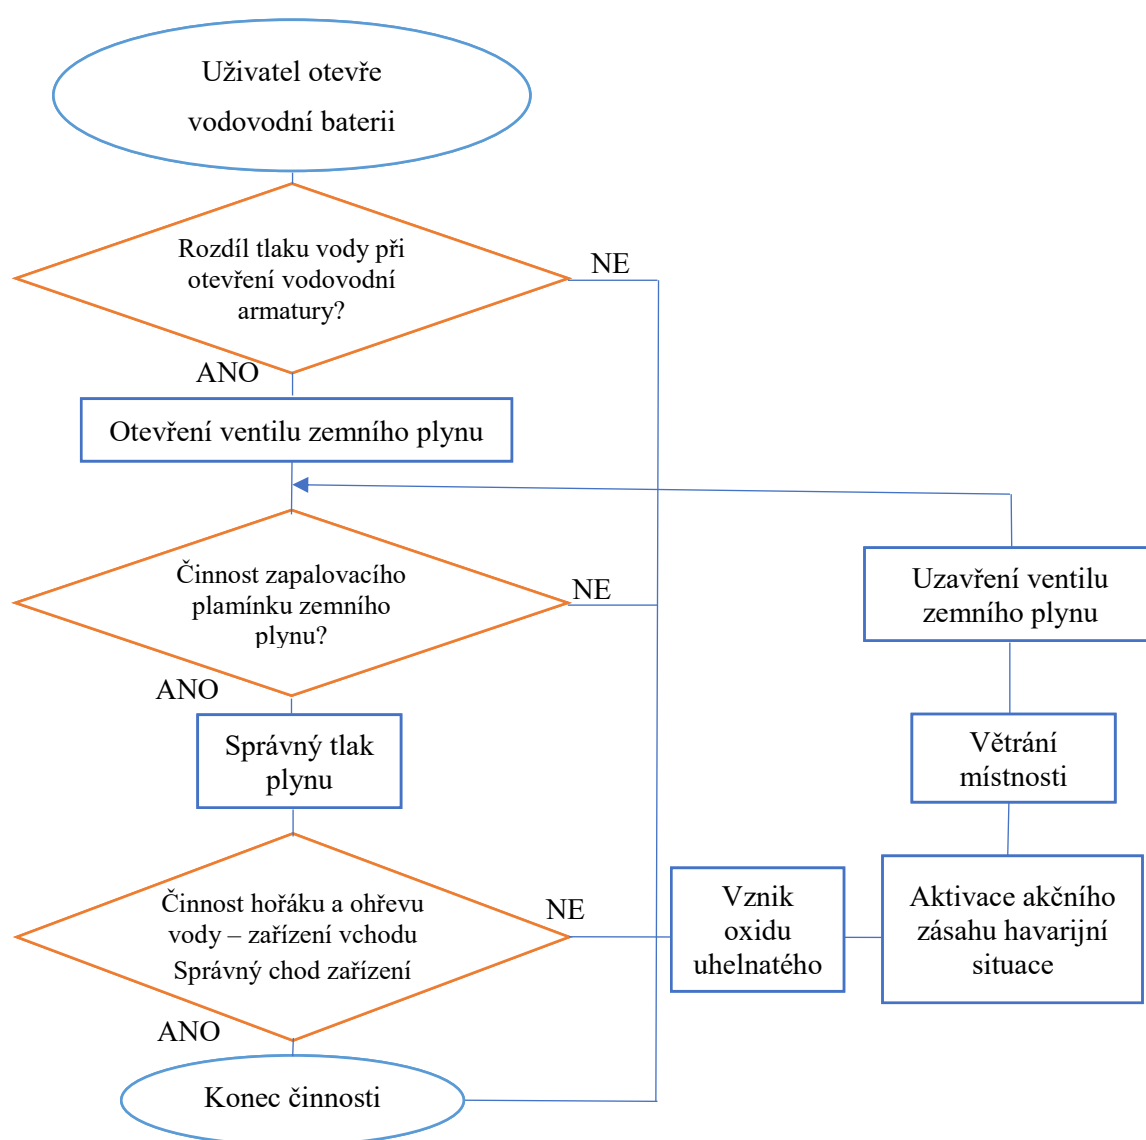 Uživatel otevře
vodovodní baterii
Rozdíl tlaku vody při
otevření vodovodní
armatury?
NE
ANO
Otevření ventilu zemního plynu
Činnost zapalovacího
plamínku zemního
plynu?
NE
ANO
Uzavření ventilu
zemního plynu
Správný tlak
plynu
Větrání
místnosti
Činnost hořáku a ohřevu
vody – zařízení vchodu
Správný chod zařízení
NE
ANO
Vznik
oxidu
uhelnatého
Aktivace akčního
zásahu havarijní
situace
Konec činnosti